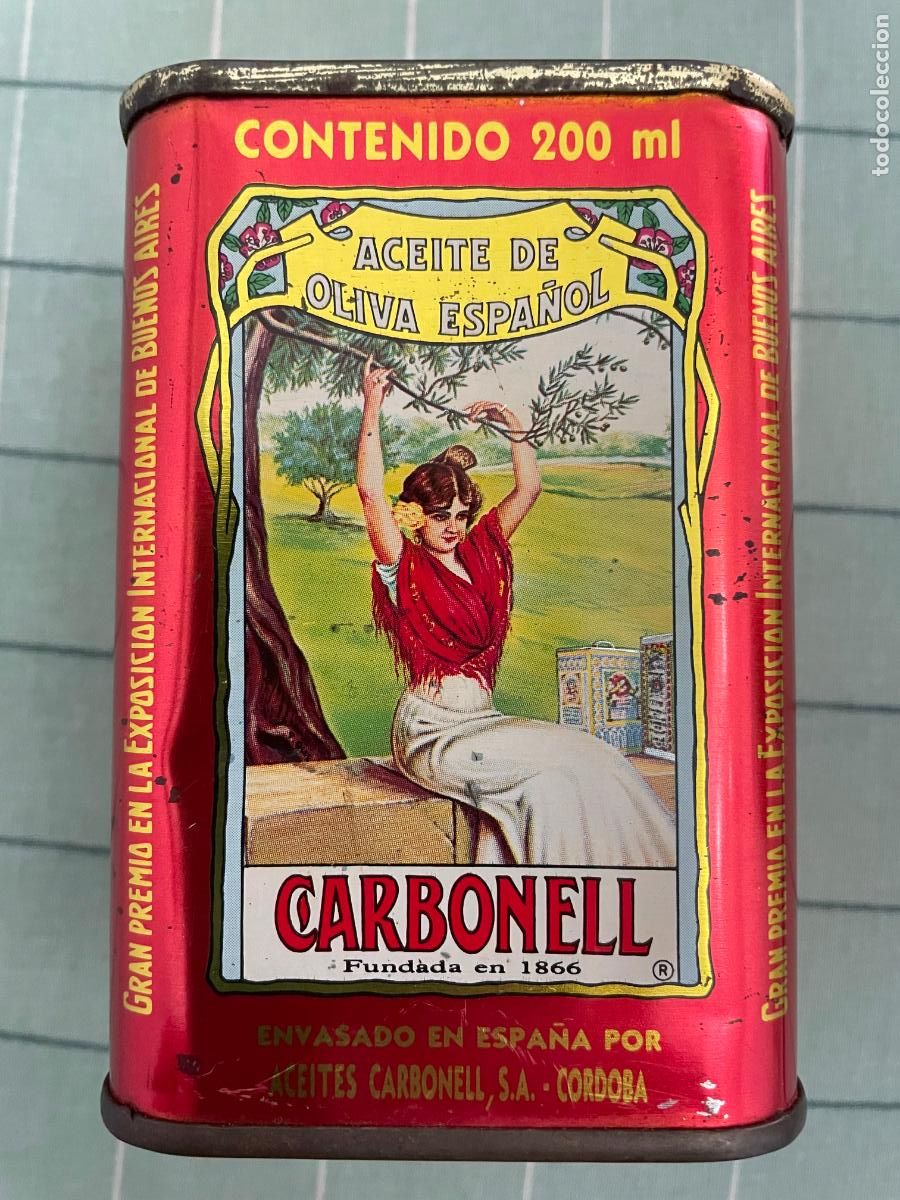 CONTENIDO 200 ml
ACEITE DE
OLIVA ESPAÑOL
GRAN PREMIO EN LA EXPOSICION INTERNACIONAL DE BUENOS AIRES
GRAN PREMIO EN LA EXPOSICION INTERNACIONAL DE BUENOS AIRES
CARBONELL
Fundada en 1866 ®
ENVASADO EN ESPAÑA POR
ACEITES CARBONELL, S.A. - CORDOBA
todocoleccion